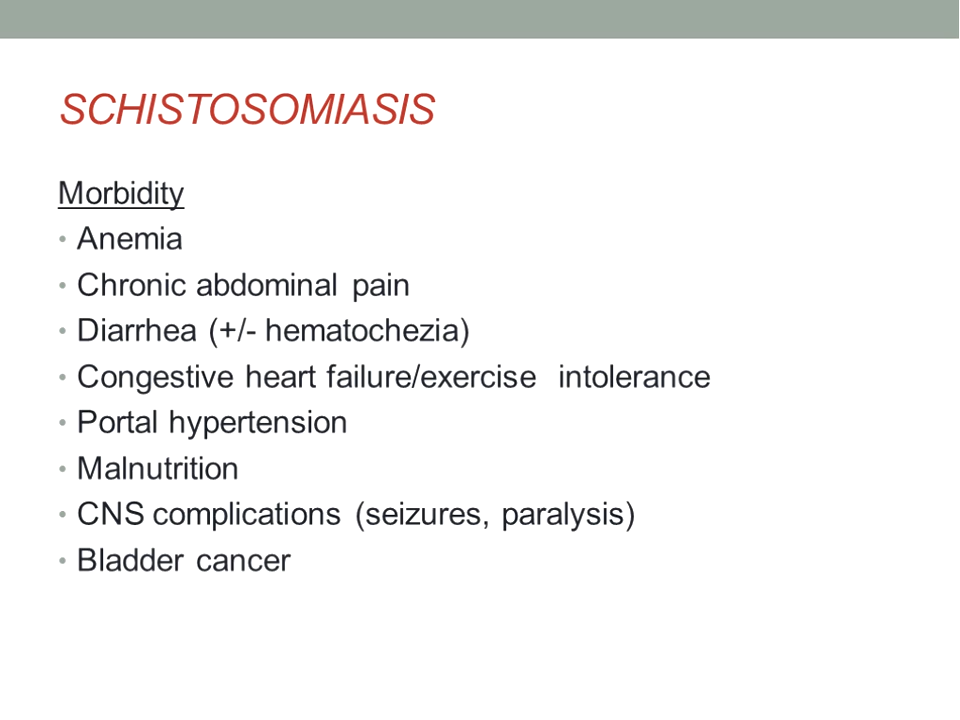 SCHISTOSOMIASIS
Morbidity
• Anemia
• Chronic abdominal pain
• Diarrhea (+/- hematochezia)
• Congestive heart failure/exercise  intolerance
• Portal hypertension
• Malnutrition
• CNS complications (seizures, paralysis)
• Bladder cancer